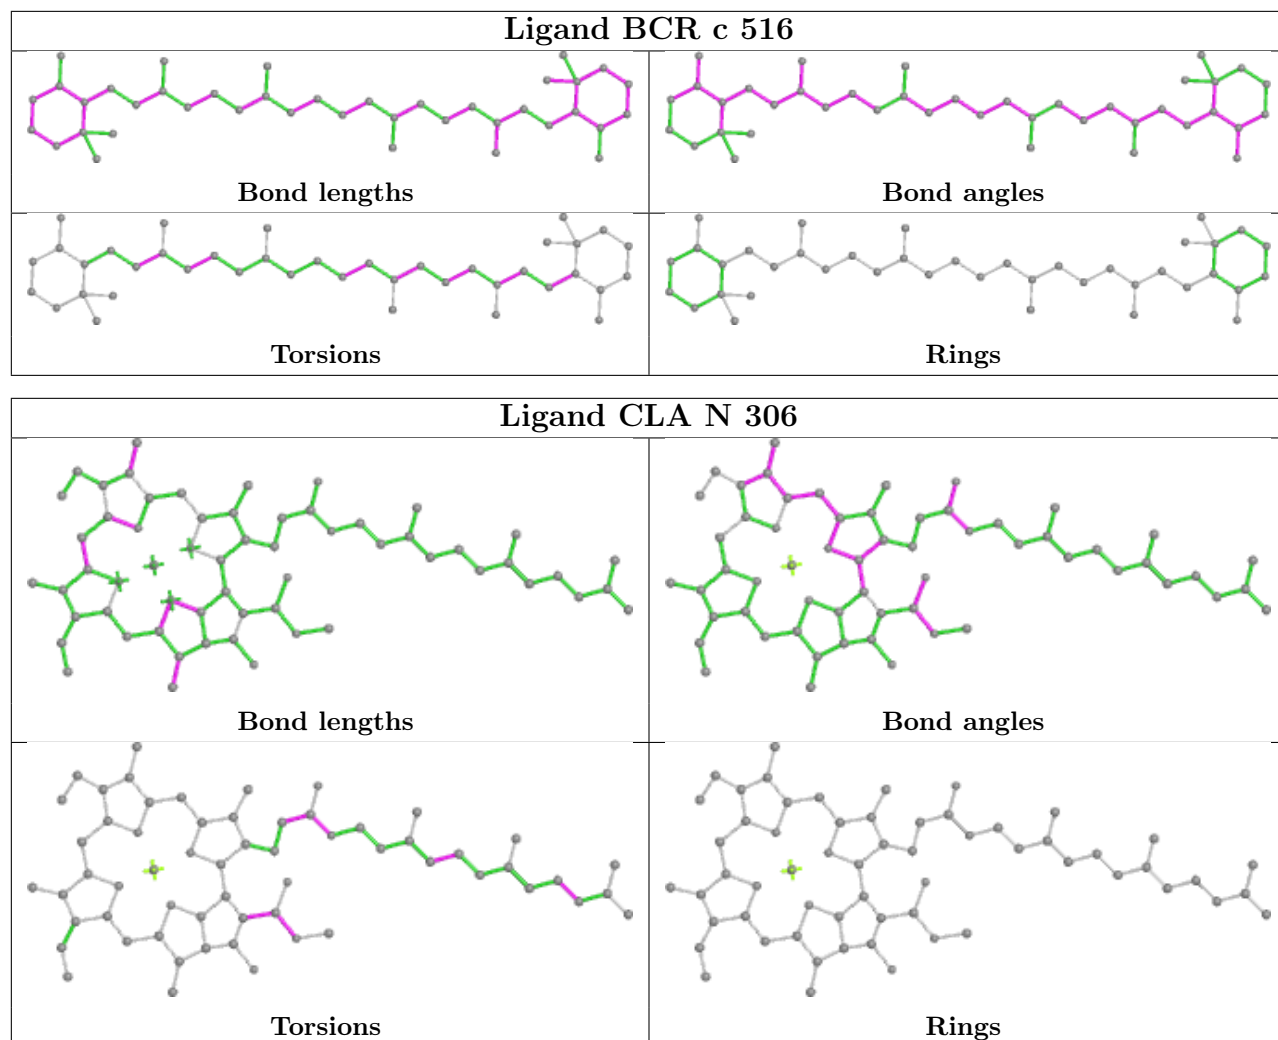 Ligand BCR c 516
Bond lengths
Bond angles
Torsions
Rings
Ligand CLA N 306
Bond lengths
Bond angles
Torsions
Rings